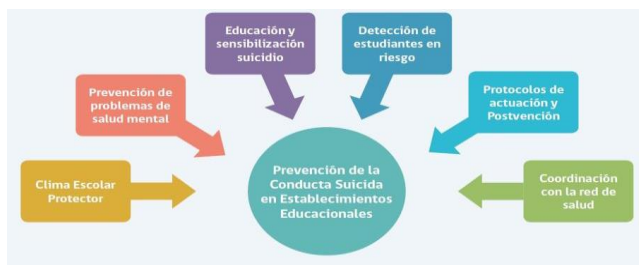 Educación y
sensibilización
suicidio
Detección de
estudiantes en
riesgo
Prevención de
problemas de
salud mental
Protocolos de
actuación y
Postvención
Clima Escolar
Protector
Prevención de la
Conducta Suicida
en Establecimientos
Educacionales
Coordinación
con la red de
salud